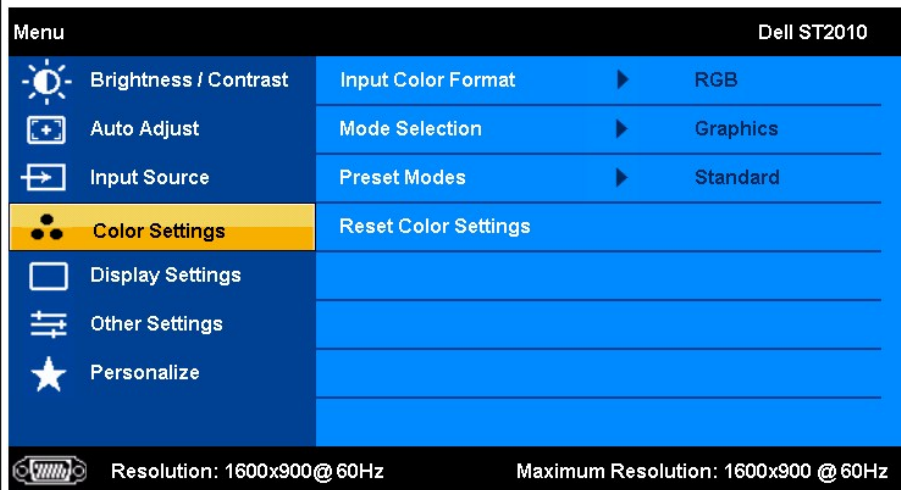 Menu Dell ST2010
Brightness / Contrast Input Color Format RGB
Auto Adjust Mode Selection Graphics
Input Source Preset Modes Standard
Color Settings Reset Color Settings
Display Settings
Other Settings
Personalize
Resolution: 1600x900@60Hz Maximum Resolution: 1600x900 @60Hz